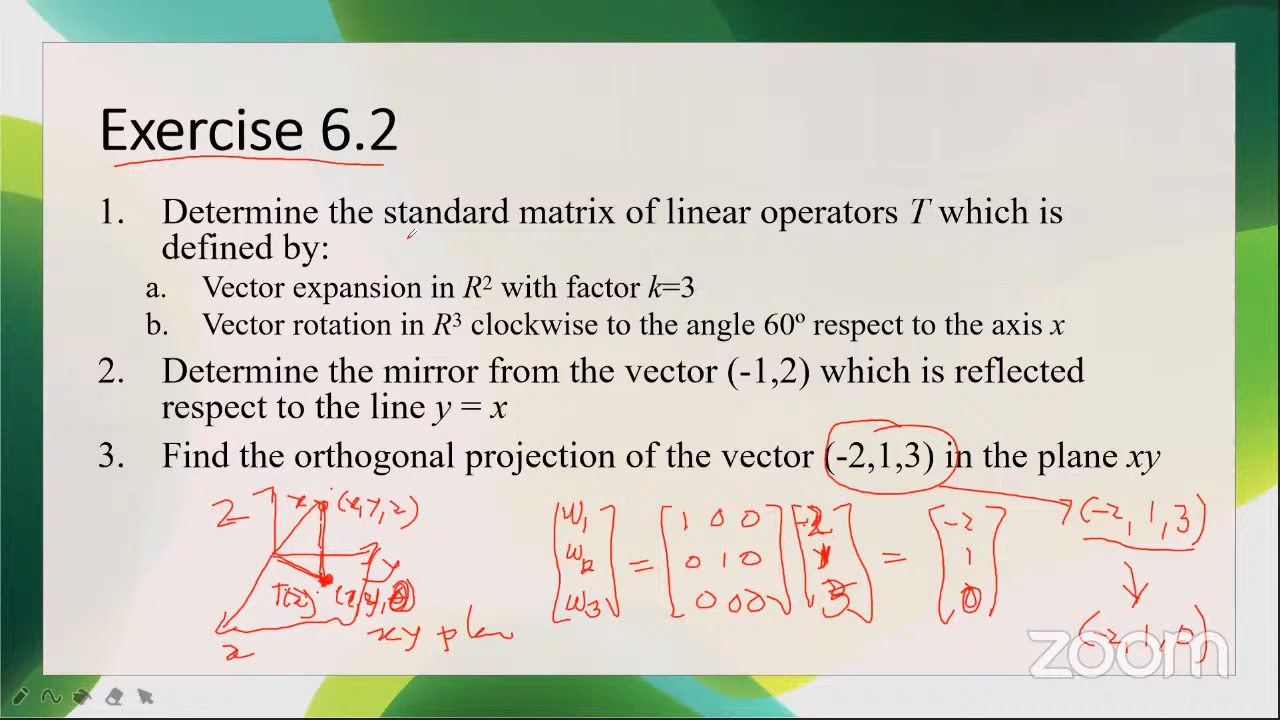 Exercise 6.2
1. Determine the standard matrix of linear operators T which is
defined by:
a. Vector expansion in R² with factor k=3
b. Vector rotation in R³ clockwise to the angle 60º respect to the axis x
2. Determine the mirror from the vector (-1,2) which is reflected
respect to the line y = x
3. Find the orthogonal projection of the vector (-2,1,3) in the plane xy
z x (x, y, z)
y
x
xy plan
w₁ 1 0 0 -2
w₂ = 0 1 0 = 1
w₃ 0 0 0 3 0
(-2, 1, 3)
(-2, 1, 0)
zoom